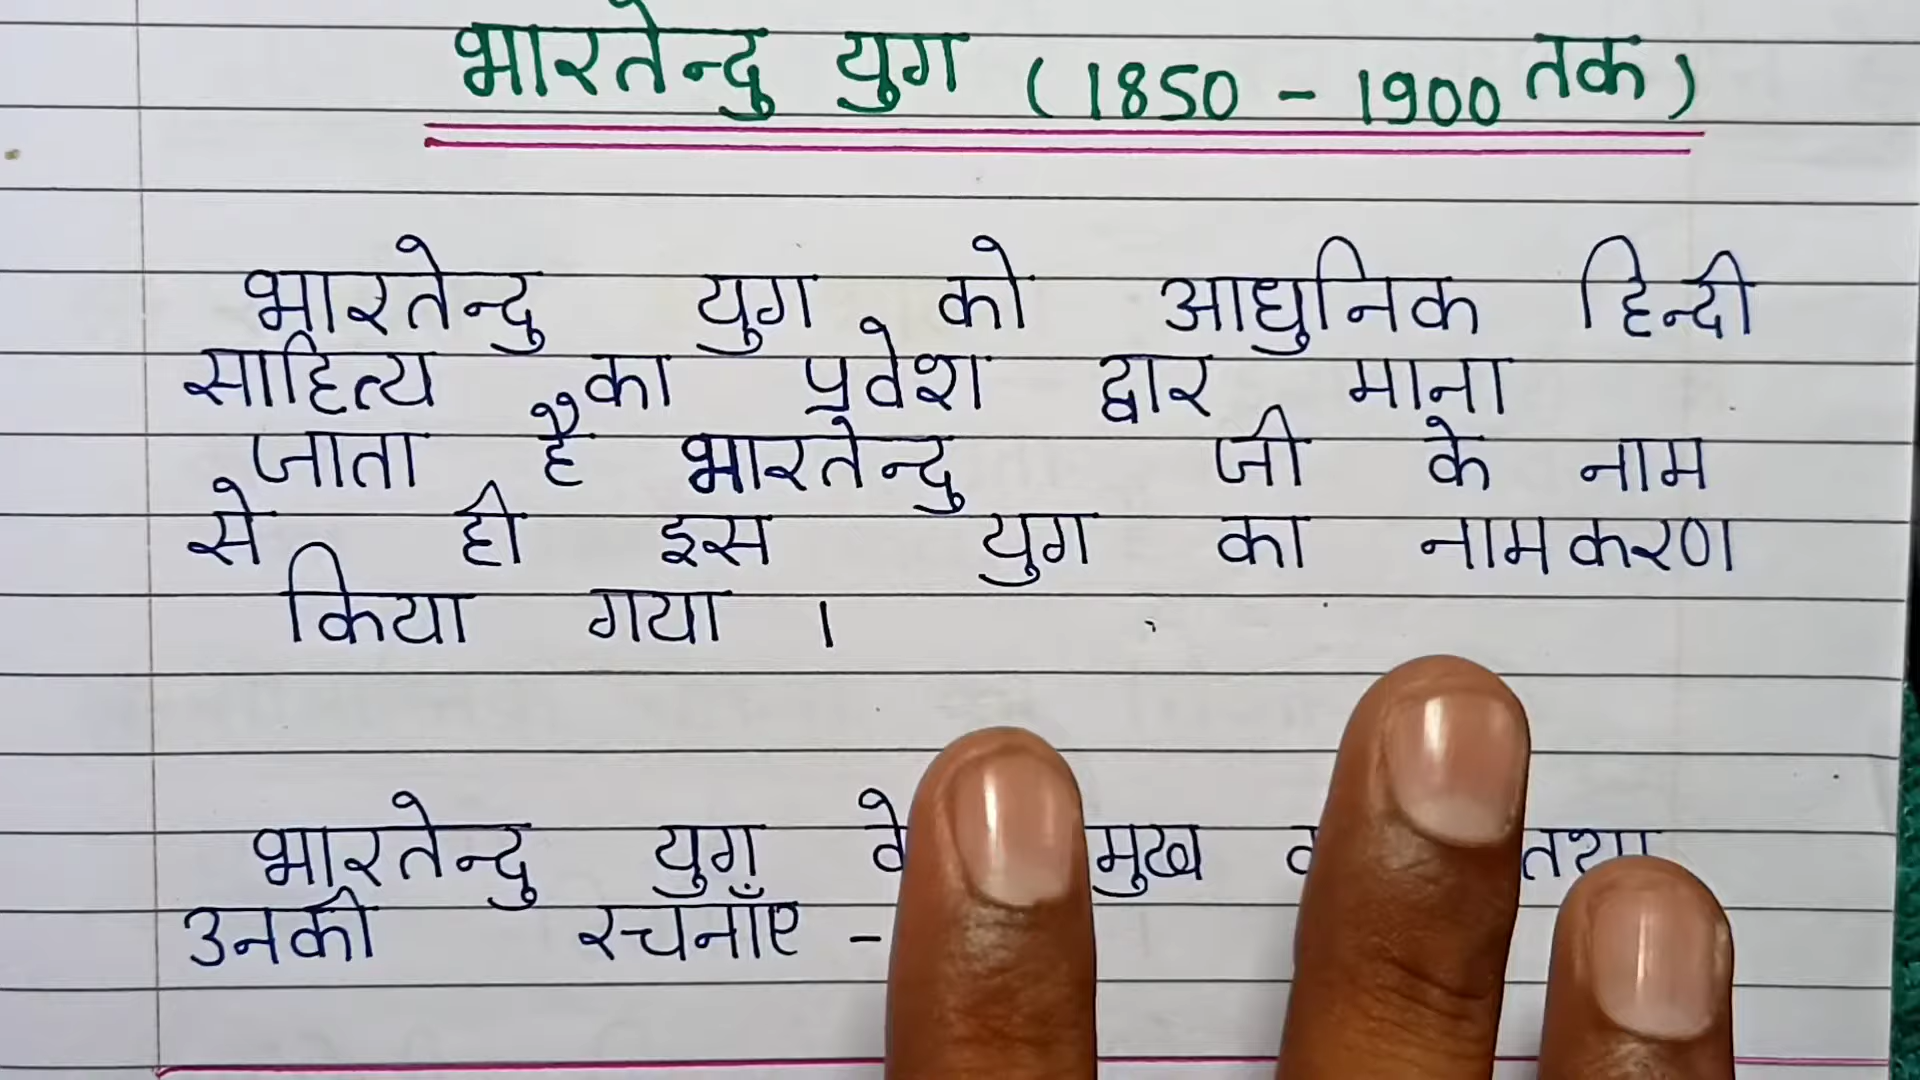 भारतेन्दु युग (1850 - 1900 तक)
भारतेन्दु युग को आधुनिक हिन्दी
साहित्य का प्रवेश द्वार माना
जाता है भारतेन्दु जी के नाम
से ही इस युग का नामकरण
किया गया ।
भारतेन्दु युग तथा
उनकी रचनाँए -